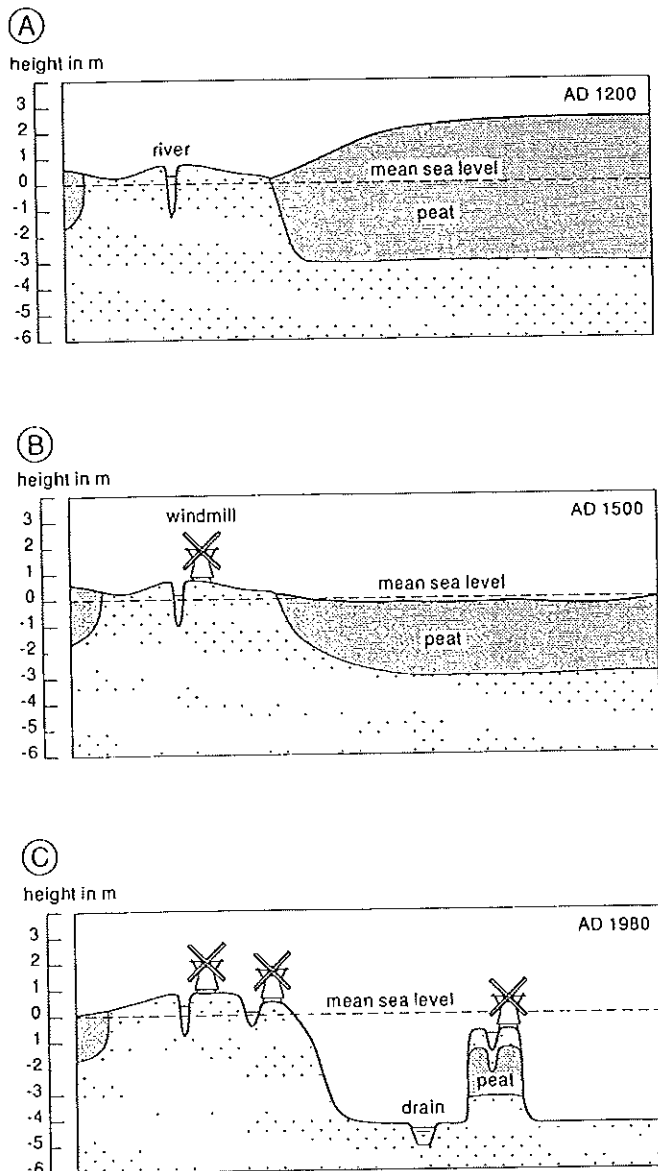 A
height in m
AD 1200
3
2
river
1
mean sea level
0
-1
peat
-2
-3
-4
-5
-6
B
height in m
AD 1500
3
windmill
2
1
mean sea level
0
-1
peat
-2
-3
-4
-5
-6
C
height in m
AD 1980
3
2
1
mean sea level
0
-1
-2
peat
-3
drain
-4
-5
-6